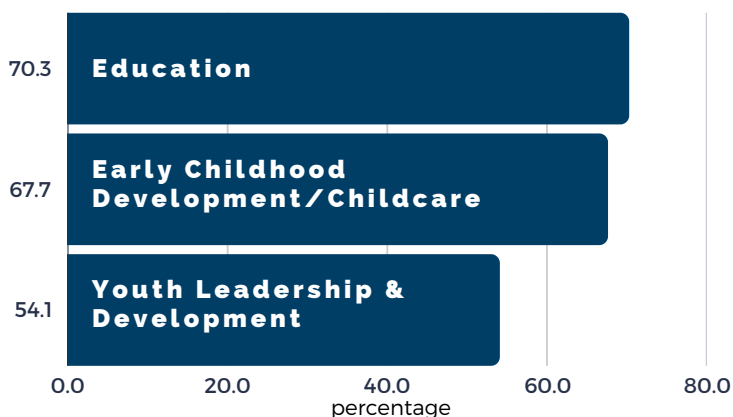 70.3
Education
67.7
Early Childhood
Development/Childcare
54.1
Youth Leadership &
Development
0.0 20.0 40.0 60.0 80.0
percentage